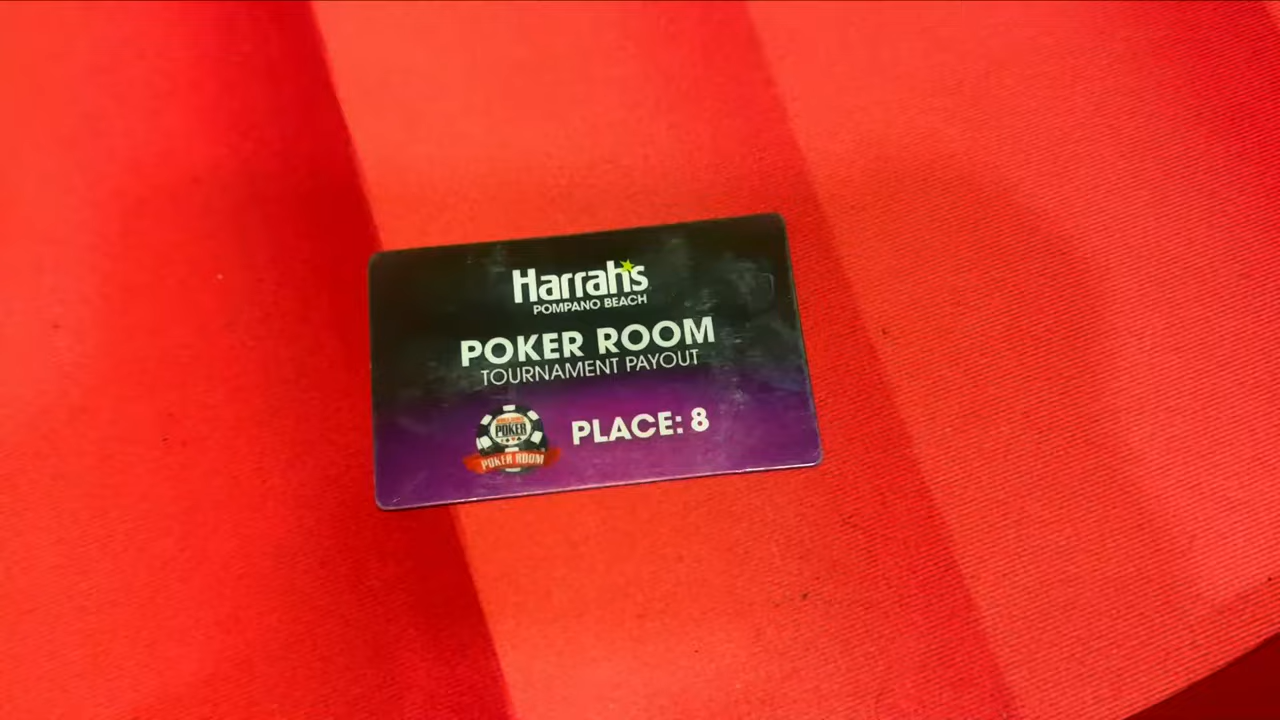 Harrah's
POMPANO BEACH
POKER ROOM
TOURNAMENT PAYOUT
PLACE: 8
POKER
POKER ROOM